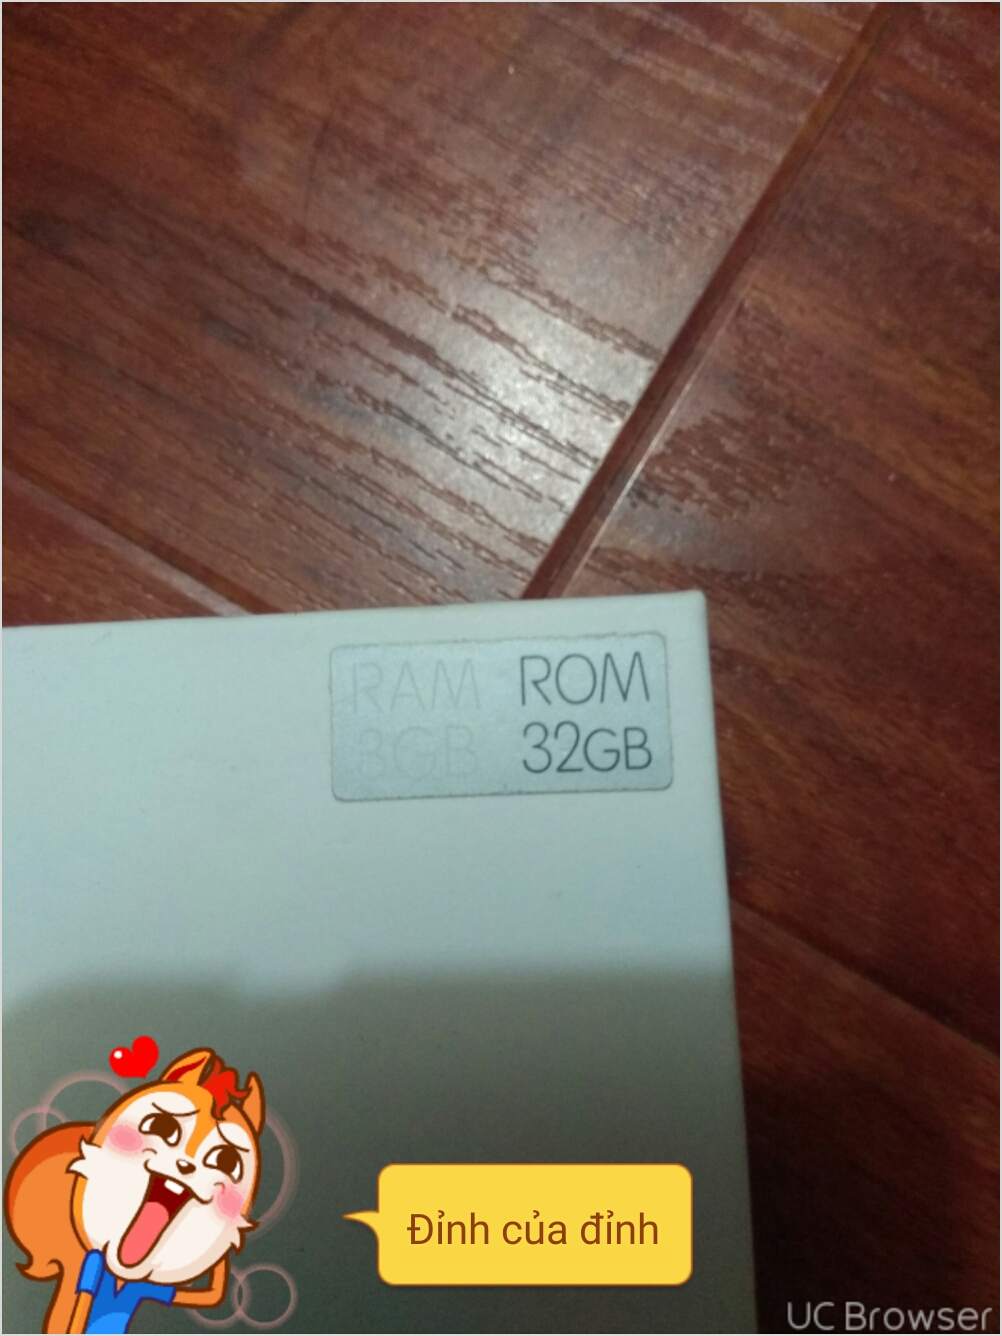 RAM ROM
3GB 32GB
Đỉnh của đỉnh
UC Browser